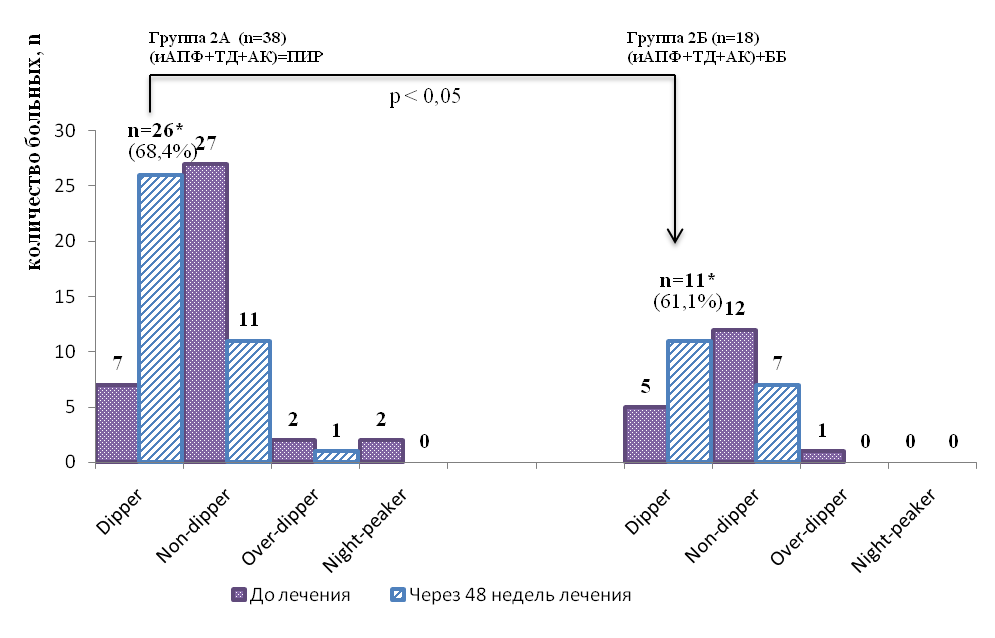 Группа 2А (n=38)
(иАПФ+ТД+АК)=ПИР
Группа 2Б (n=18)
(иАПФ+ТД+АК)+ББ
p < 0,05
количество больных, n
30
25
20
15
10
5
0
n=26*
(68,4%)
7
27
11
2
1
2
0
n=11*
(61,1%)
5
12
7
1
0
0
0
Dipper
Non-dipper
Over-dipper
Night-peaker
Dipper
Non-dipper
Over-dipper
Night-peaker
До лечения
Через 48 недель лечения